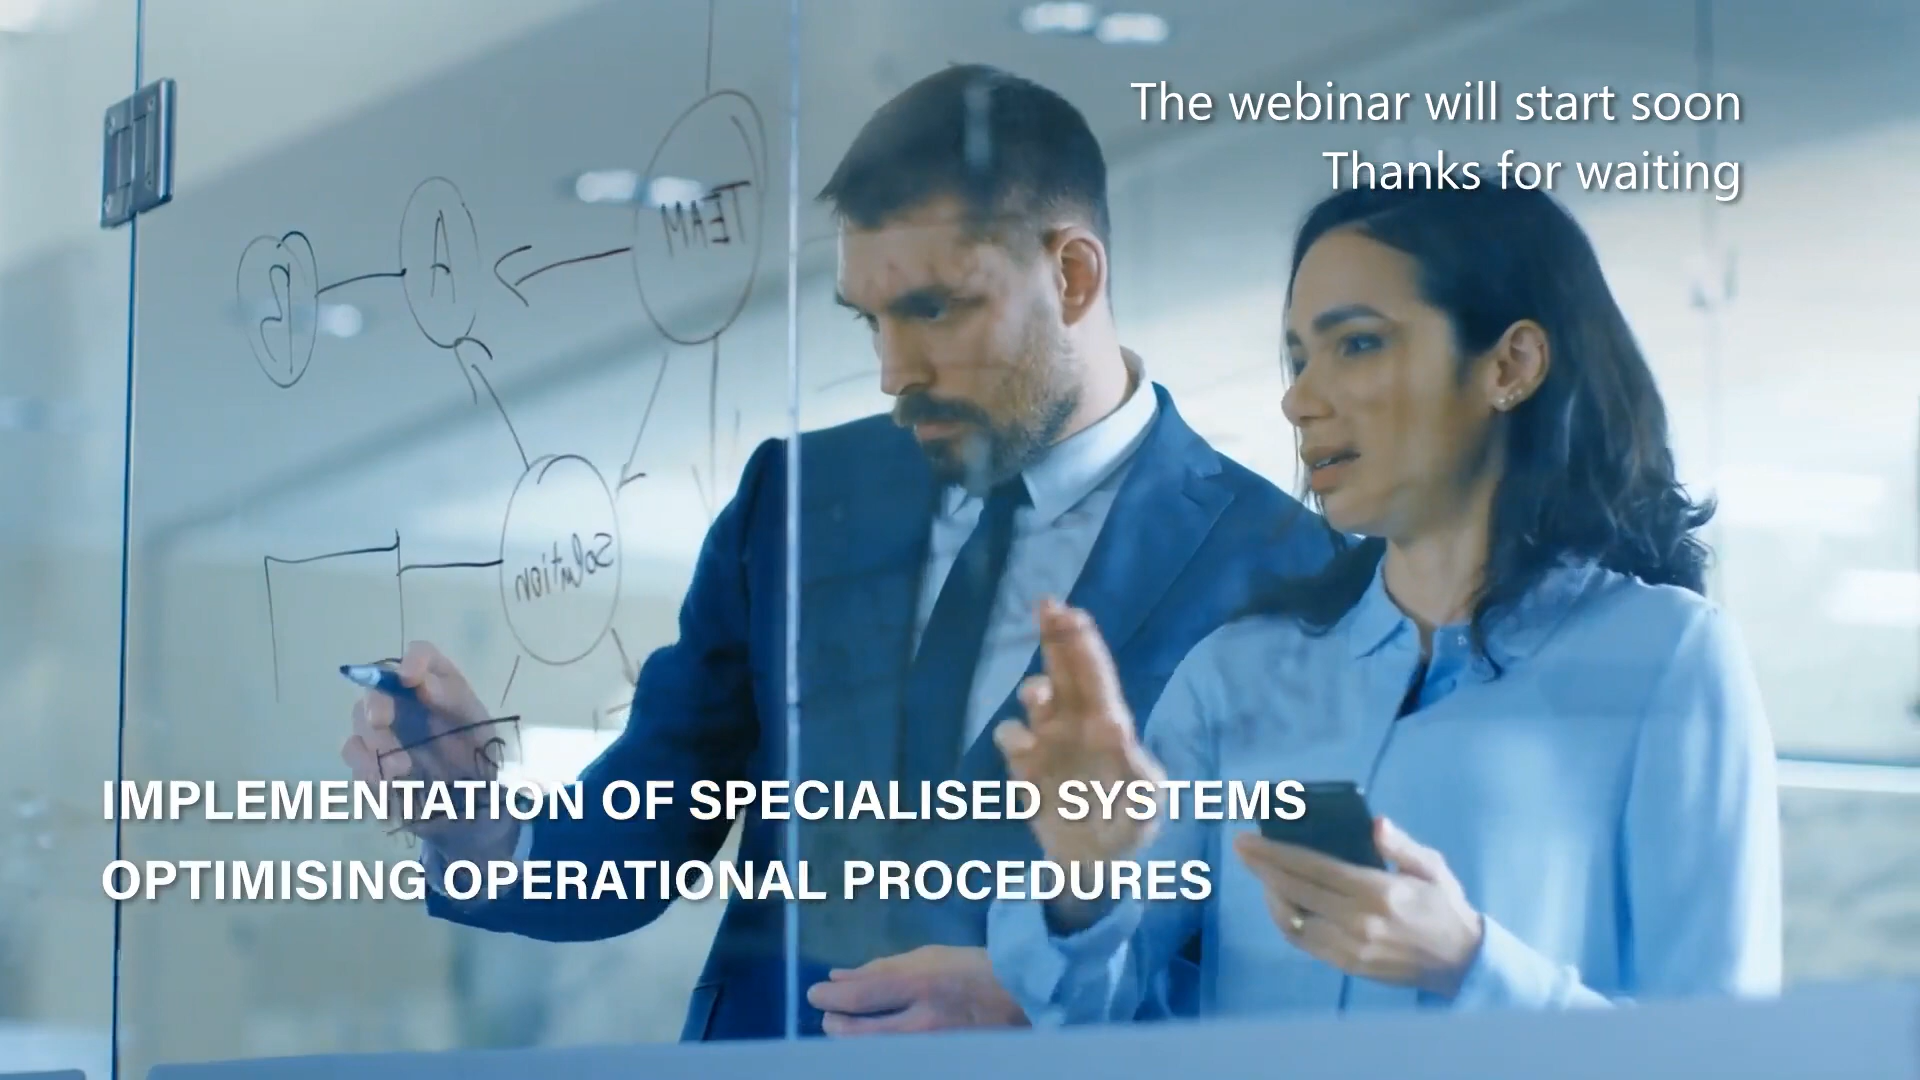 The webinar will start soon
Thanks for waiting
TEAM
A
Solution
IMPLEMENTATION OF SPECIALISED SYSTEMS
OPTIMISING OPERATIONAL PROCEDURES